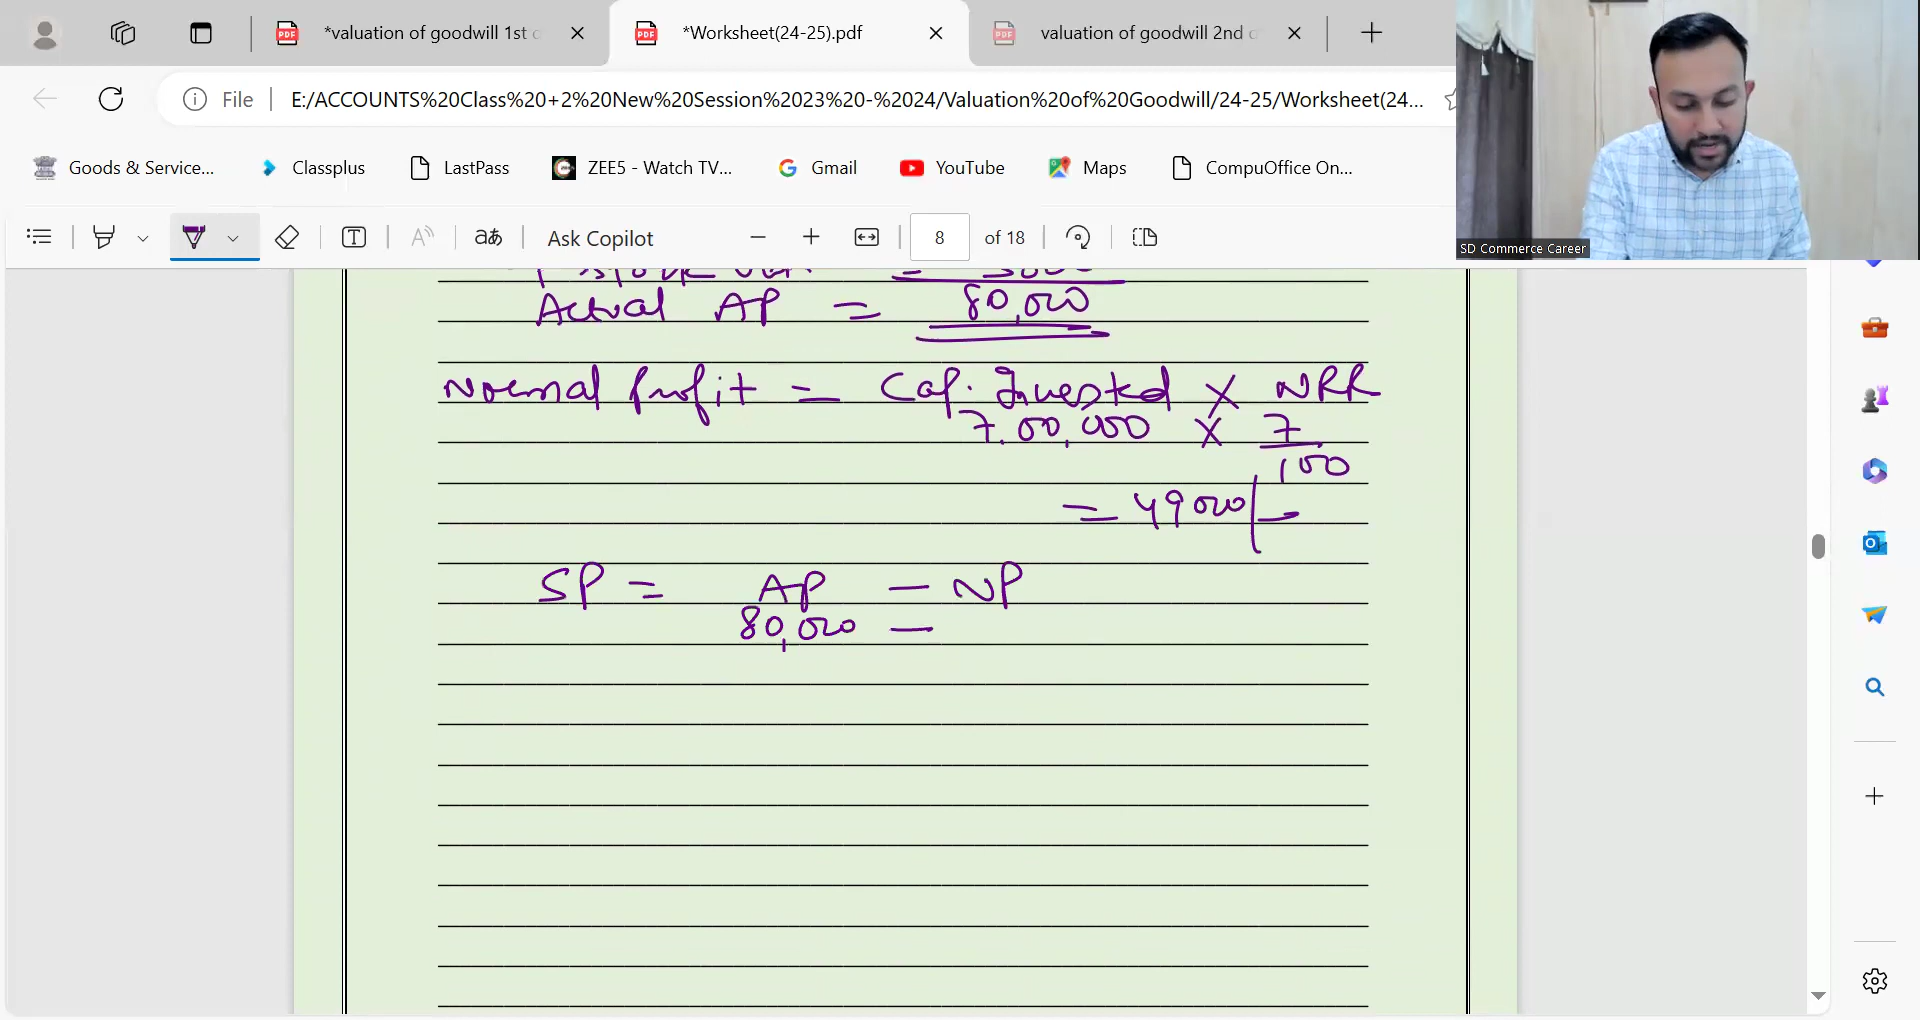 *valuation of goodwill 1st
*Worksheet(24-25).pdf
valuation of goodwill 2nd
File
E:/ACCOUNTS%20Class%20+2%20New%20Session%202023%20-%2024/Valuation%20of%20Goodwill/24-25/Worksheet(24...
Goods & Service...
Classplus
LastPass
ZEE5 - Watch TV...
Gmail
YouTube
Maps
CompuOffice On...
Ask Copilot
8 of 18
SD Commerce Career
Actual AP = 80,000
Normal Profit = Cap. Invested X NRR
7,00,000 X 7
100
= 49000/-
SP = AP - NP
80,000 -